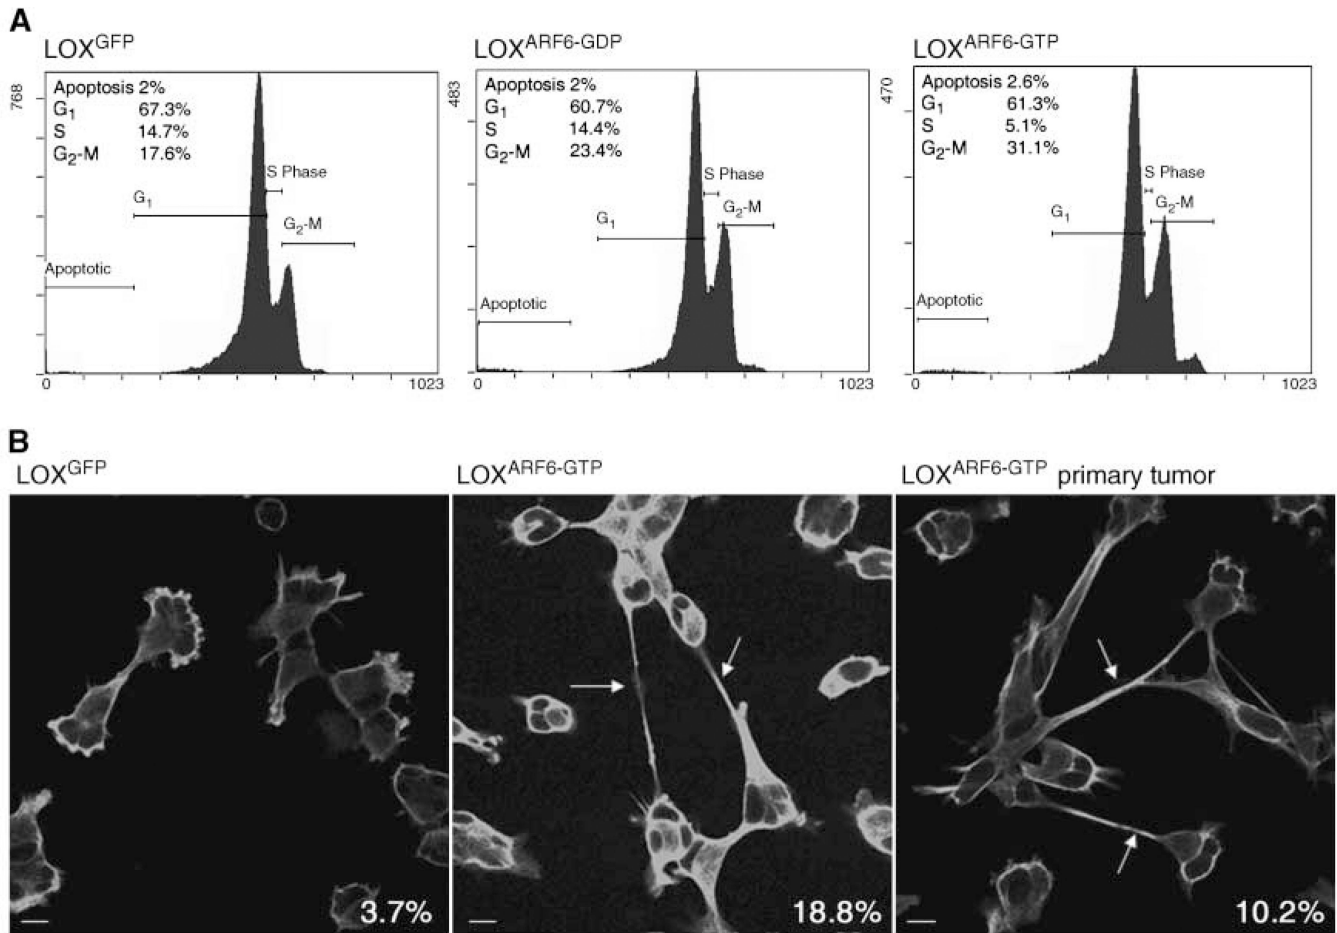 A
LOX^GFP
768
Apoptosis 2%
G1 67.3%
S 14.7%
G2-M 17.6%
S Phase
G1
G2-M
Apoptotic
0 1023
LOX^ARF6-GDP
483
Apoptosis 2%
G1 60.7%
S 14.4%
G2-M 23.4%
S Phase
G2-M
G1
Apoptotic
0 1023
LOX^ARF6-GTP
470
Apoptosis 2.6%
G1 61.3%
S 5.1%
G2-M 31.1%
S Phase
G2-M
G1
Apoptotic
0 1023
B
LOX^GFP
3.7%
LOX^ARF6-GTP
18.8%
LOX^ARF6-GTP primary tumor
10.2%